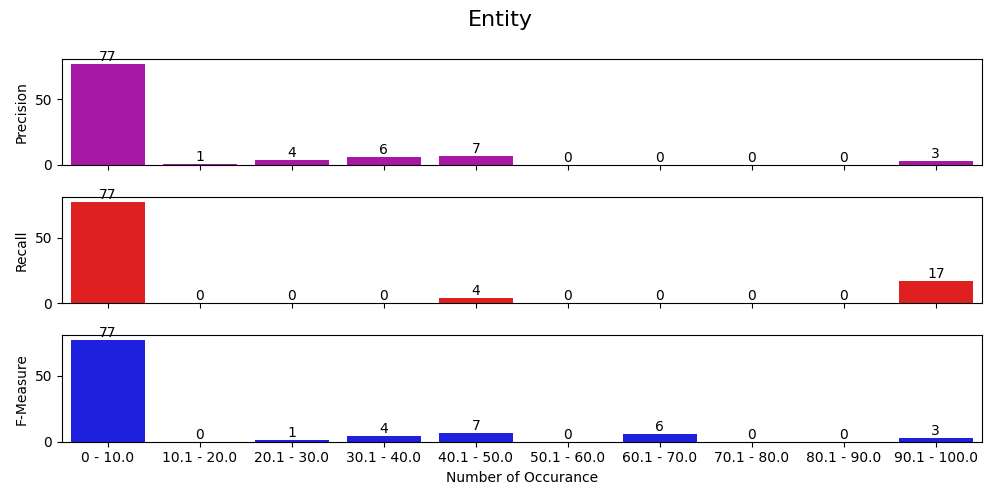 Entity
Precision
50
0
77 1 4 6 7 0 0 0 0 3
Recall
50
0
77 0 0 0 4 0 0 0 0 17
F-Measure
50
0
77 0 1 4 7 0 6 0 0 3
0 - 10.0 10.1 - 20.0 20.1 - 30.0 30.1 - 40.0 40.1 - 50.0 50.1 - 60.0 60.1 - 70.0 70.1 - 80.0 80.1 - 90.0 90.1 - 100.0
Number of Occurance